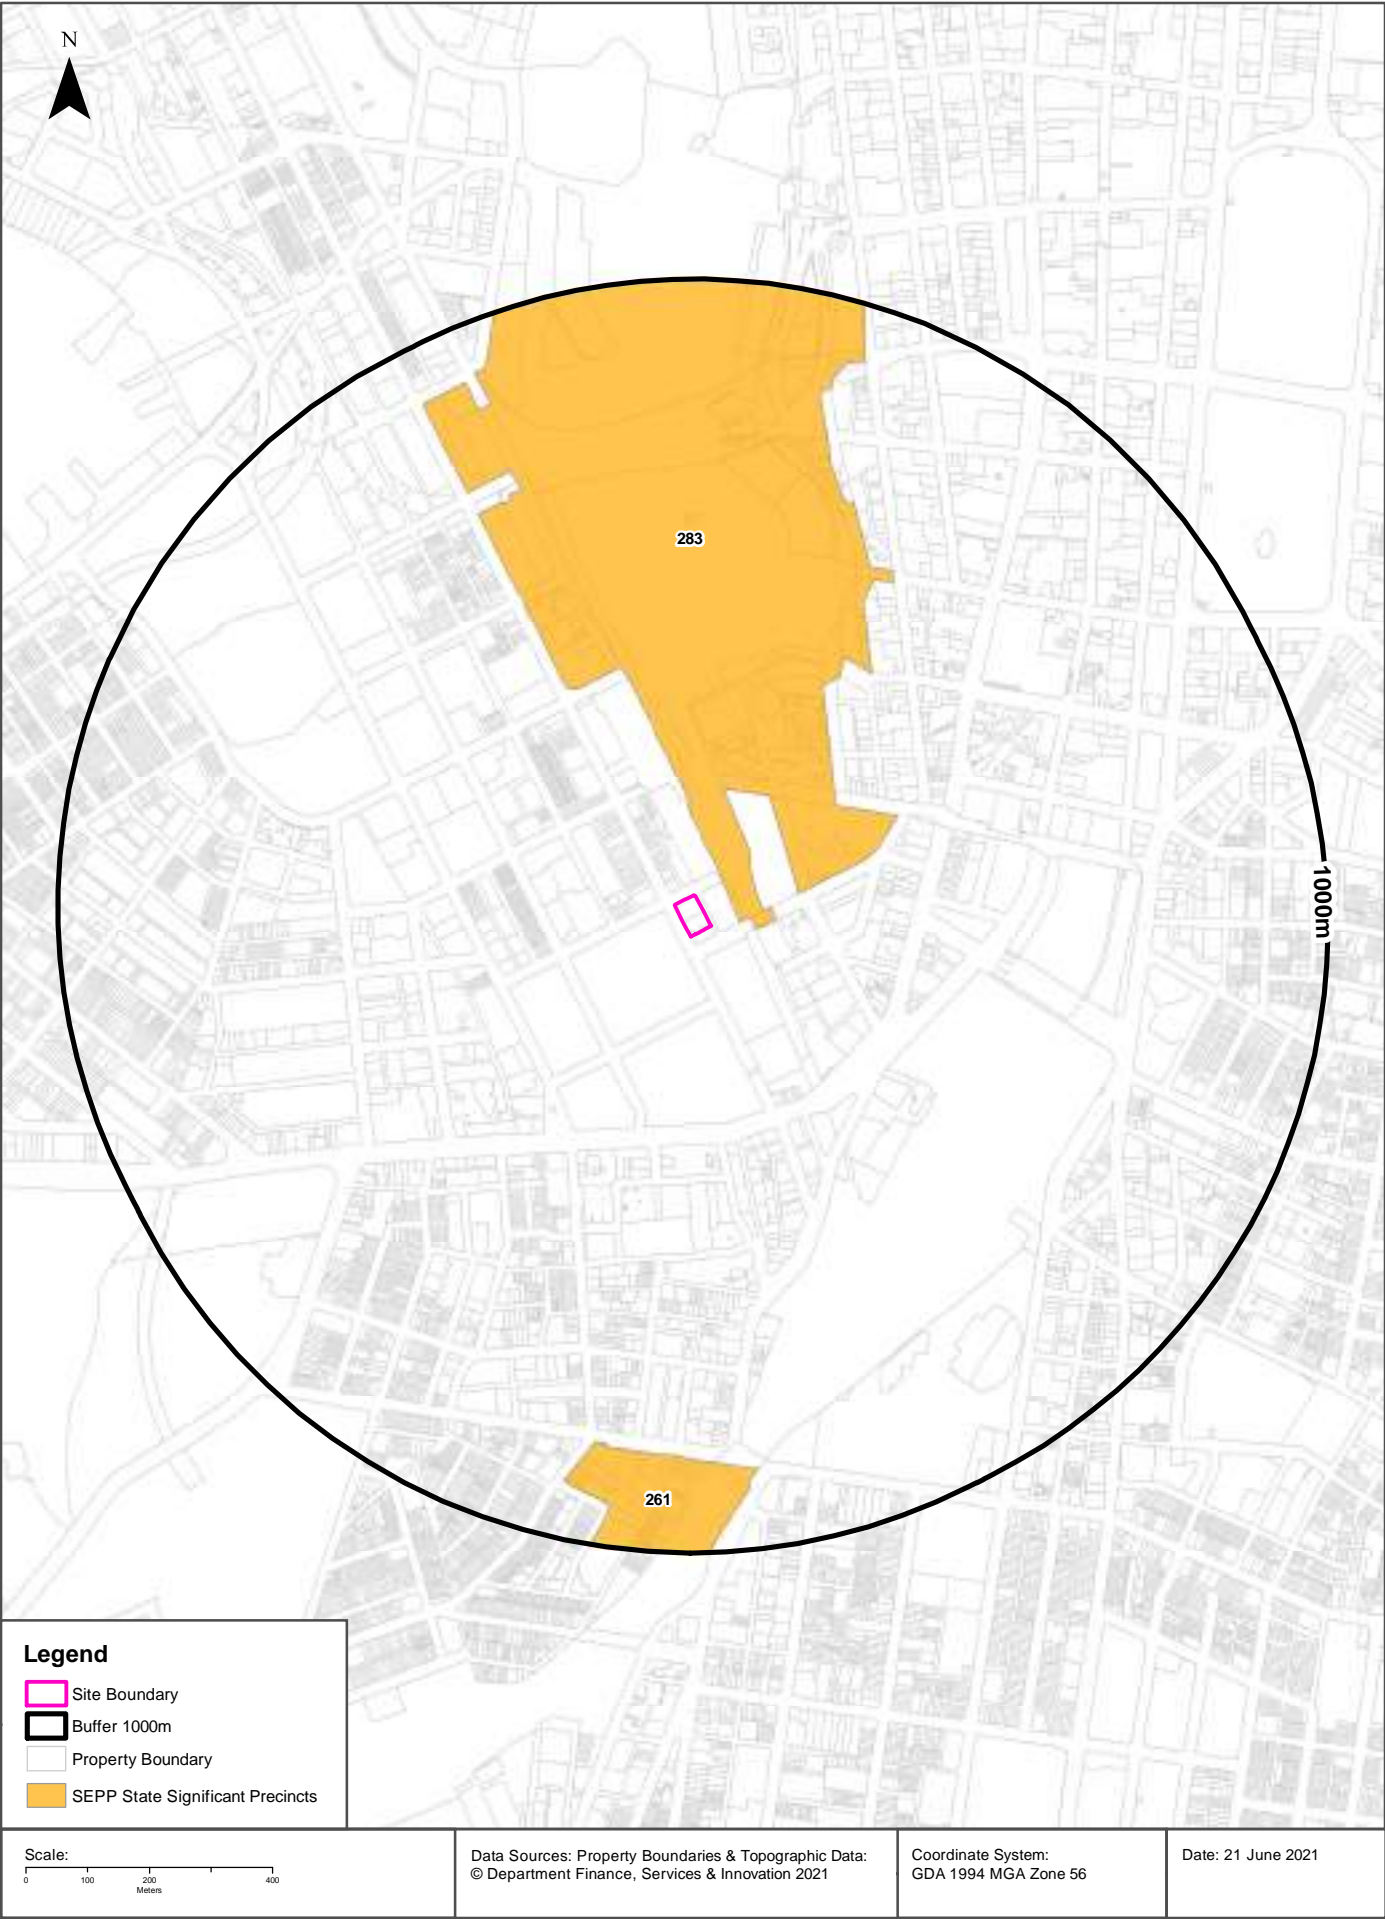 N
283
1000m
261
Legend
Site Boundary
Buffer 1000m
Property Boundary
SEPP State Significant Precincts
Scale:
0 100 200 400
Meters
Data Sources: Property Boundaries & Topographic Data:
© Department Finance, Services & Innovation 2021
Coordinate System:
GDA 1994 MGA Zone 56
Date: 21 June 2021